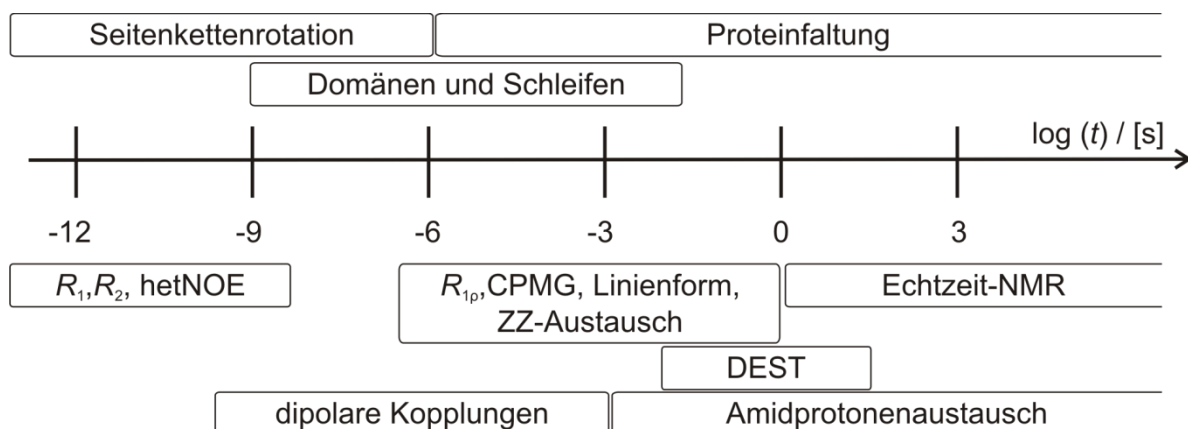 Seitenkettenrotation
Proteinfaltung
Domänen und Schleifen
log (t) / [s]
-12 -9 -6 -3 0 3
R₁,R₂, hetNOE
R₁ρ,CPMG, Linienform,
ZZ-Austausch
Echtzeit-NMR
DEST
dipolare Kopplungen
Amidprotonenaustausch